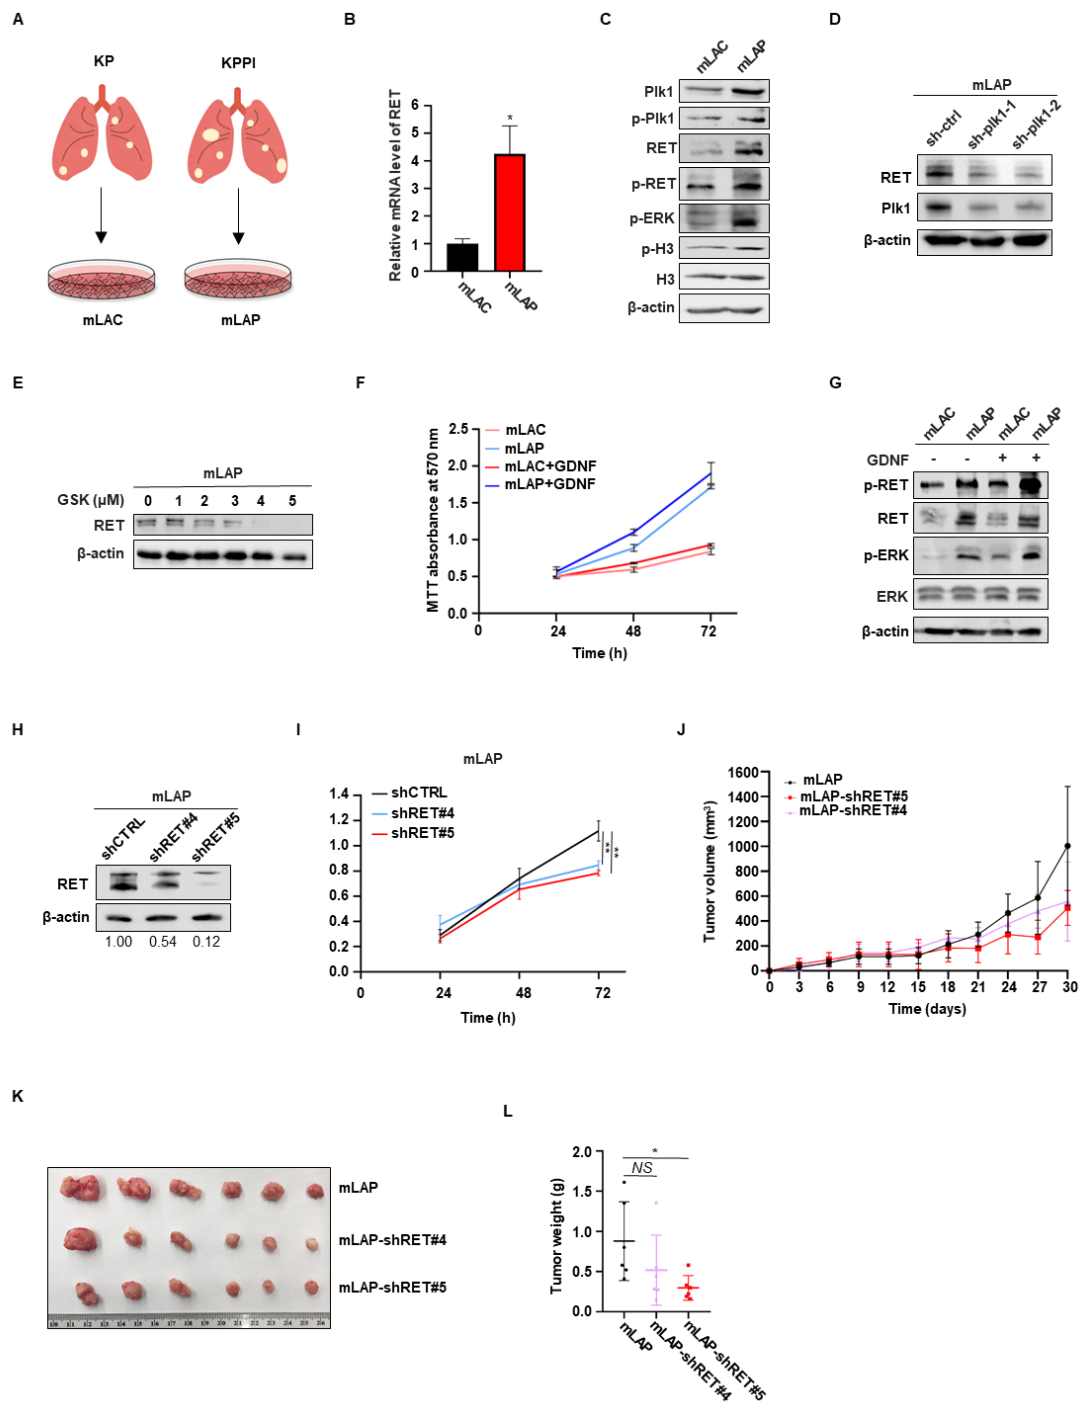 A
KP
KPPI
mLAC
mLAP
B
Relative mRNA level of RET
6
5
4
3
2
1
0
*
mLAC
mLAP
C
mLAC
mLAP
Plk1
p-Plk1
RET
p-RET
p-ERK
p-H3
H3
β-actin
D
mLAP
sh-ctrl
sh-plk1-1
sh-plk1-2
RET
Plk1
β-actin
E
mLAP
GSK (μM) 0 1 2 3 4 5
RET
β-actin
F
MTT absorbance at 570 nm
2.5
2.0
1.5
1.0
0.5
0.0
mLAC
mLAP
mLAC+GDNF
mLAP+GDNF
0 24 48 72
Time (h)
G
mLAC
mLAP
mLAC
mLAP
GDNF - - + +
p-RET
RET
p-ERK
ERK
β-actin
H
mLAP
shCTRL
shRET#4
shRET#5
RET
β-actin
1.00 0.54 0.12
I
mLAP
1.4
1.2
1.0
0.8
0.6
0.4
0.2
0.0
shCTRL
shRET#4
shRET#5
**
**
0 24 48 72
Time (h)
J
Tumor volume (mm³)
1600
1400
1200
1000
800
600
400
200
0
mLAP
mLAP-shRET#5
mLAP-shRET#4
0 3 6 9 12 15 18 21 24 27 30
Time (days)
K
mLAP
mLAP-shRET#4
mLAP-shRET#5
L
Tumor weight (g)
2.0
1.5
1.0
0.5
0.0
*
NS
mLAP
mLAP-shRET#4
mLAP-shRET#5